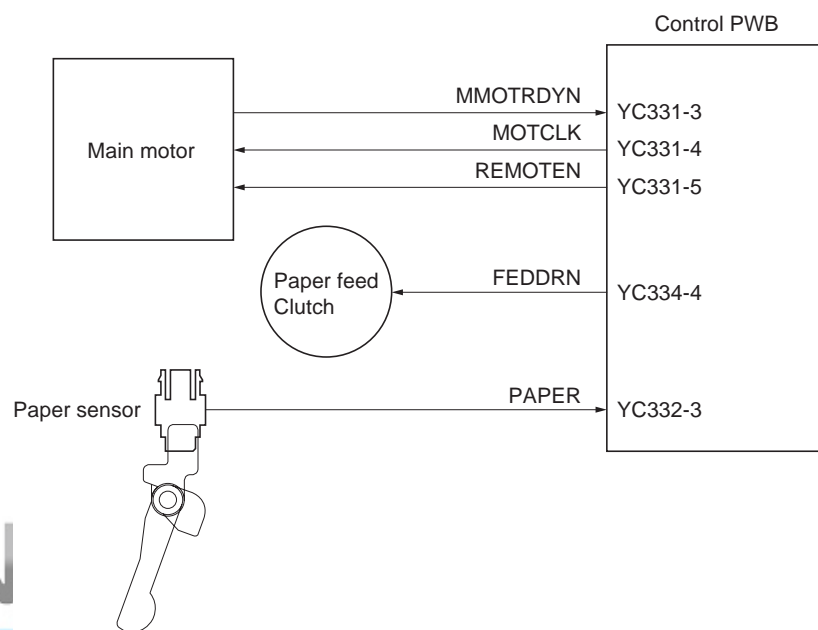 Control PWB
Main motor
MMOTRDYN
YC331-3
MOTCLK
YC331-4
REMOTEN
YC331-5
Paper feed
Clutch
FEDDRN
YC334-4
Paper sensor
PAPER
YC332-3